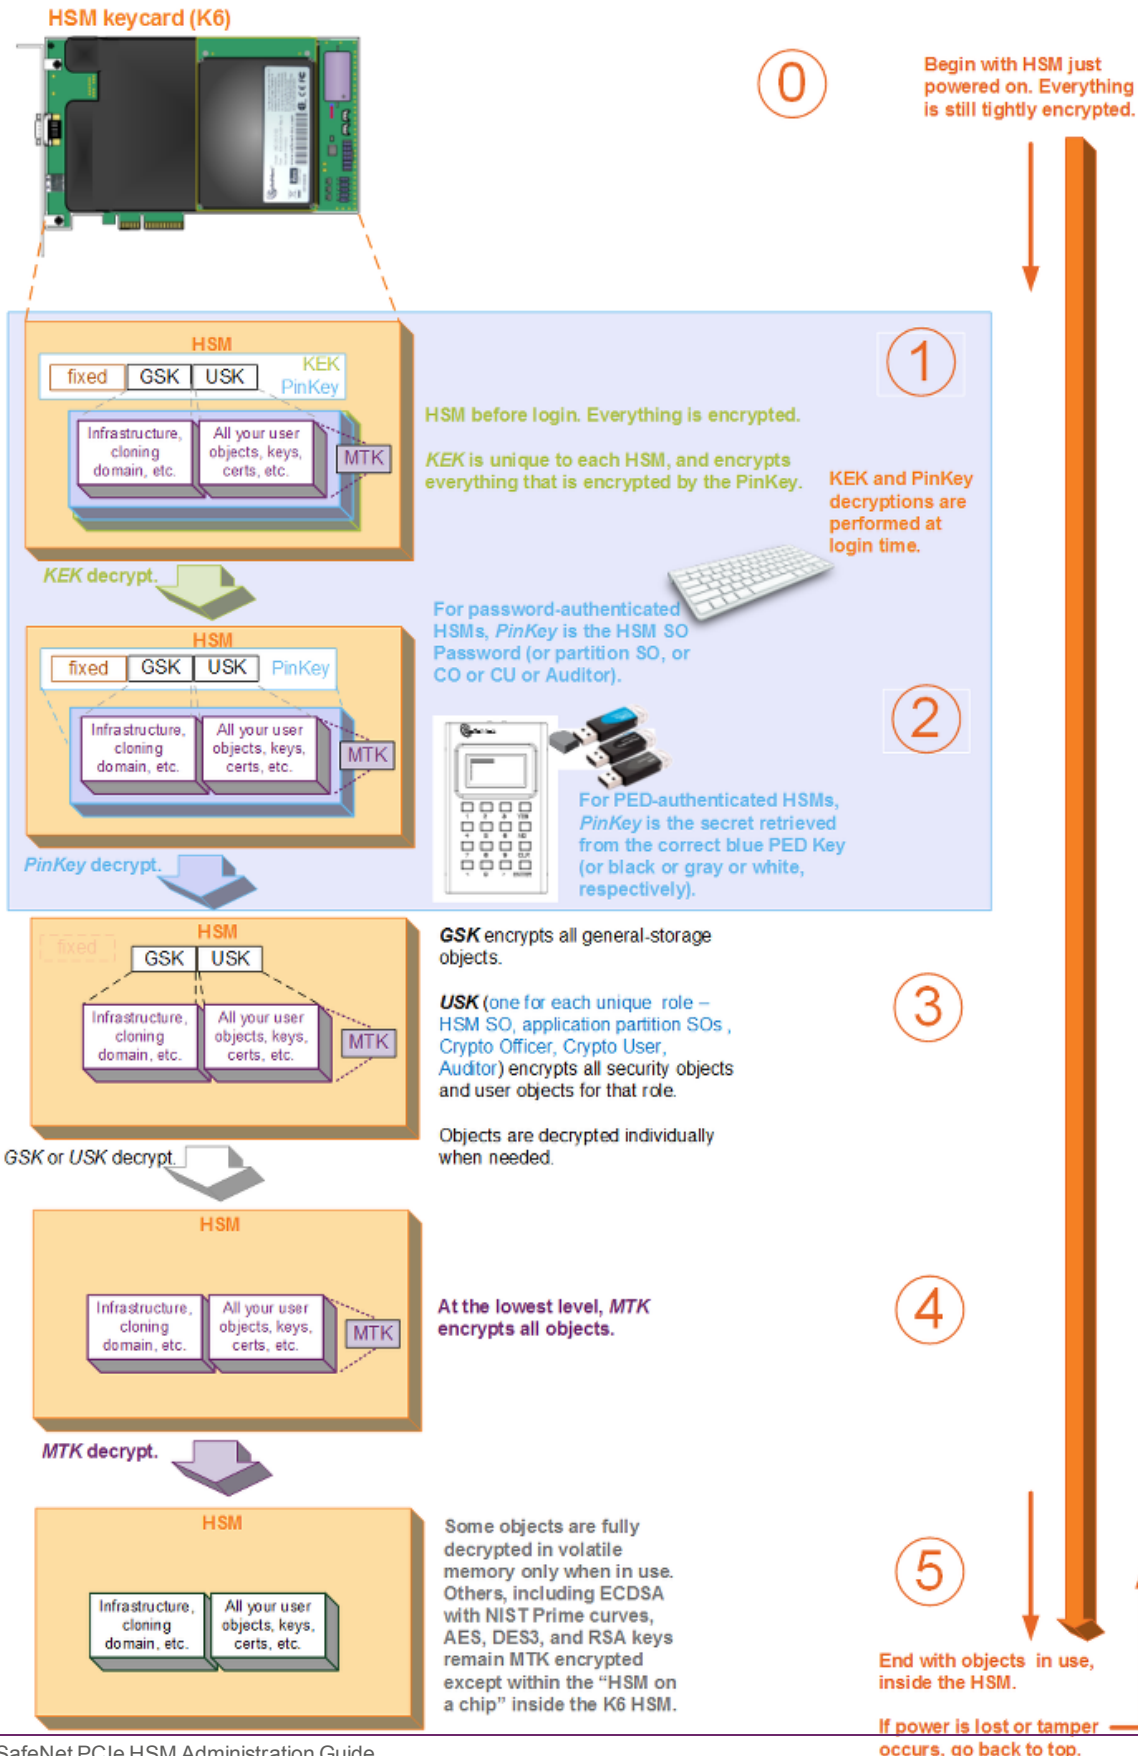 HSM keycard (K6)
0
Begin with HSM just
powered on. Everything
is still tightly encrypted.
HSM
KEK
fixed GSK USK
PinKey
Infrastructure,
cloning
domain, etc.
All your user
objects, keys,
certs, etc.
MTK
1
HSM before login. Everything is encrypted.
KEK is unique to each HSM, and encrypts
everything that is encrypted by the PinKey.
KEK and PinKey
decryptions are
performed at
login time.
KEK decrypt.
HSM
fixed GSK USK PinKey
Infrastructure,
cloning
domain, etc.
All your user
objects, keys,
certs, etc.
MTK
For password-authenticated
HSMs, PinKey is the HSM SO
Password (or partition SO, or
CO or CU or Auditor).
2
For PED-authenticated HSMs,
PinKey is the secret retrieved
from the correct blue PED Key
(or black or gray or white,
respectively).
PinKey decrypt.
HSM
fixed
GSK USK
Infrastructure,
cloning
domain, etc.
All your user
objects, keys,
certs, etc.
MTK
GSK encrypts all general-storage
objects.
USK (one for each unique role –
HSM SO, application partition SOs ,
Crypto Officer, Crypto User,
Auditor) encrypts all security objects
and user objects for that role.
Objects are decrypted individually
when needed.
3
GSK or USK decrypt.
HSM
Infrastructure,
cloning
domain, etc.
All your user
objects, keys,
certs, etc.
MTK
At the lowest level, MTK
encrypts all objects.
4
MTK decrypt.
HSM
Infrastructure,
cloning
domain, etc.
All your user
objects, keys,
certs, etc.
Some objects are fully
decrypted in volatile
memory only when in use.
Others, including ECDSA
with NIST Prime curves,
AES, DES3, and RSA keys
remain MTK encrypted
except within the “HSM on
a chip” inside the K6 HSM.
5
End with objects in use,
inside the HSM.
If power is lost or tamper
occurs, go back to top.
SafeNet PCIe HSM Administration Guide